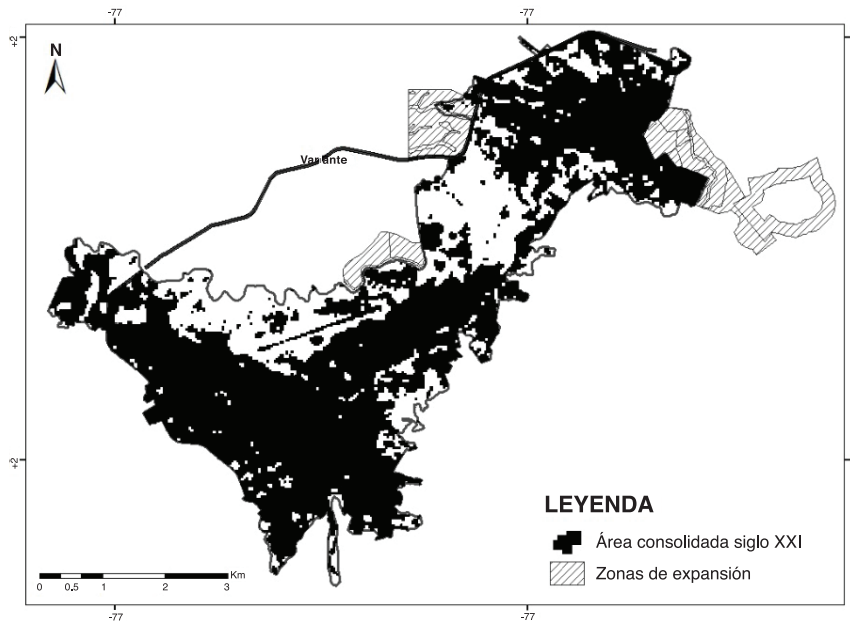 -77 -77
+2
N
Variante
+2
LEYENDA
Área consolidada siglo XXI
Zonas de expansión
Km
0 0,5 1 2 3
-77 -77